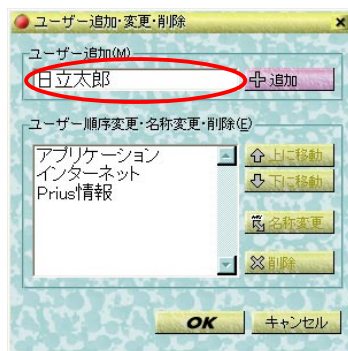 ユーザー追加・変更・削除
ユーザー追加(M)
日立太郎
追加
ユーザー順序変更・名称変更・削除(E)
アプリケーション
インターネット
Prius情報
上に移動
下に移動
名称変更
削除
OK
キャンセル